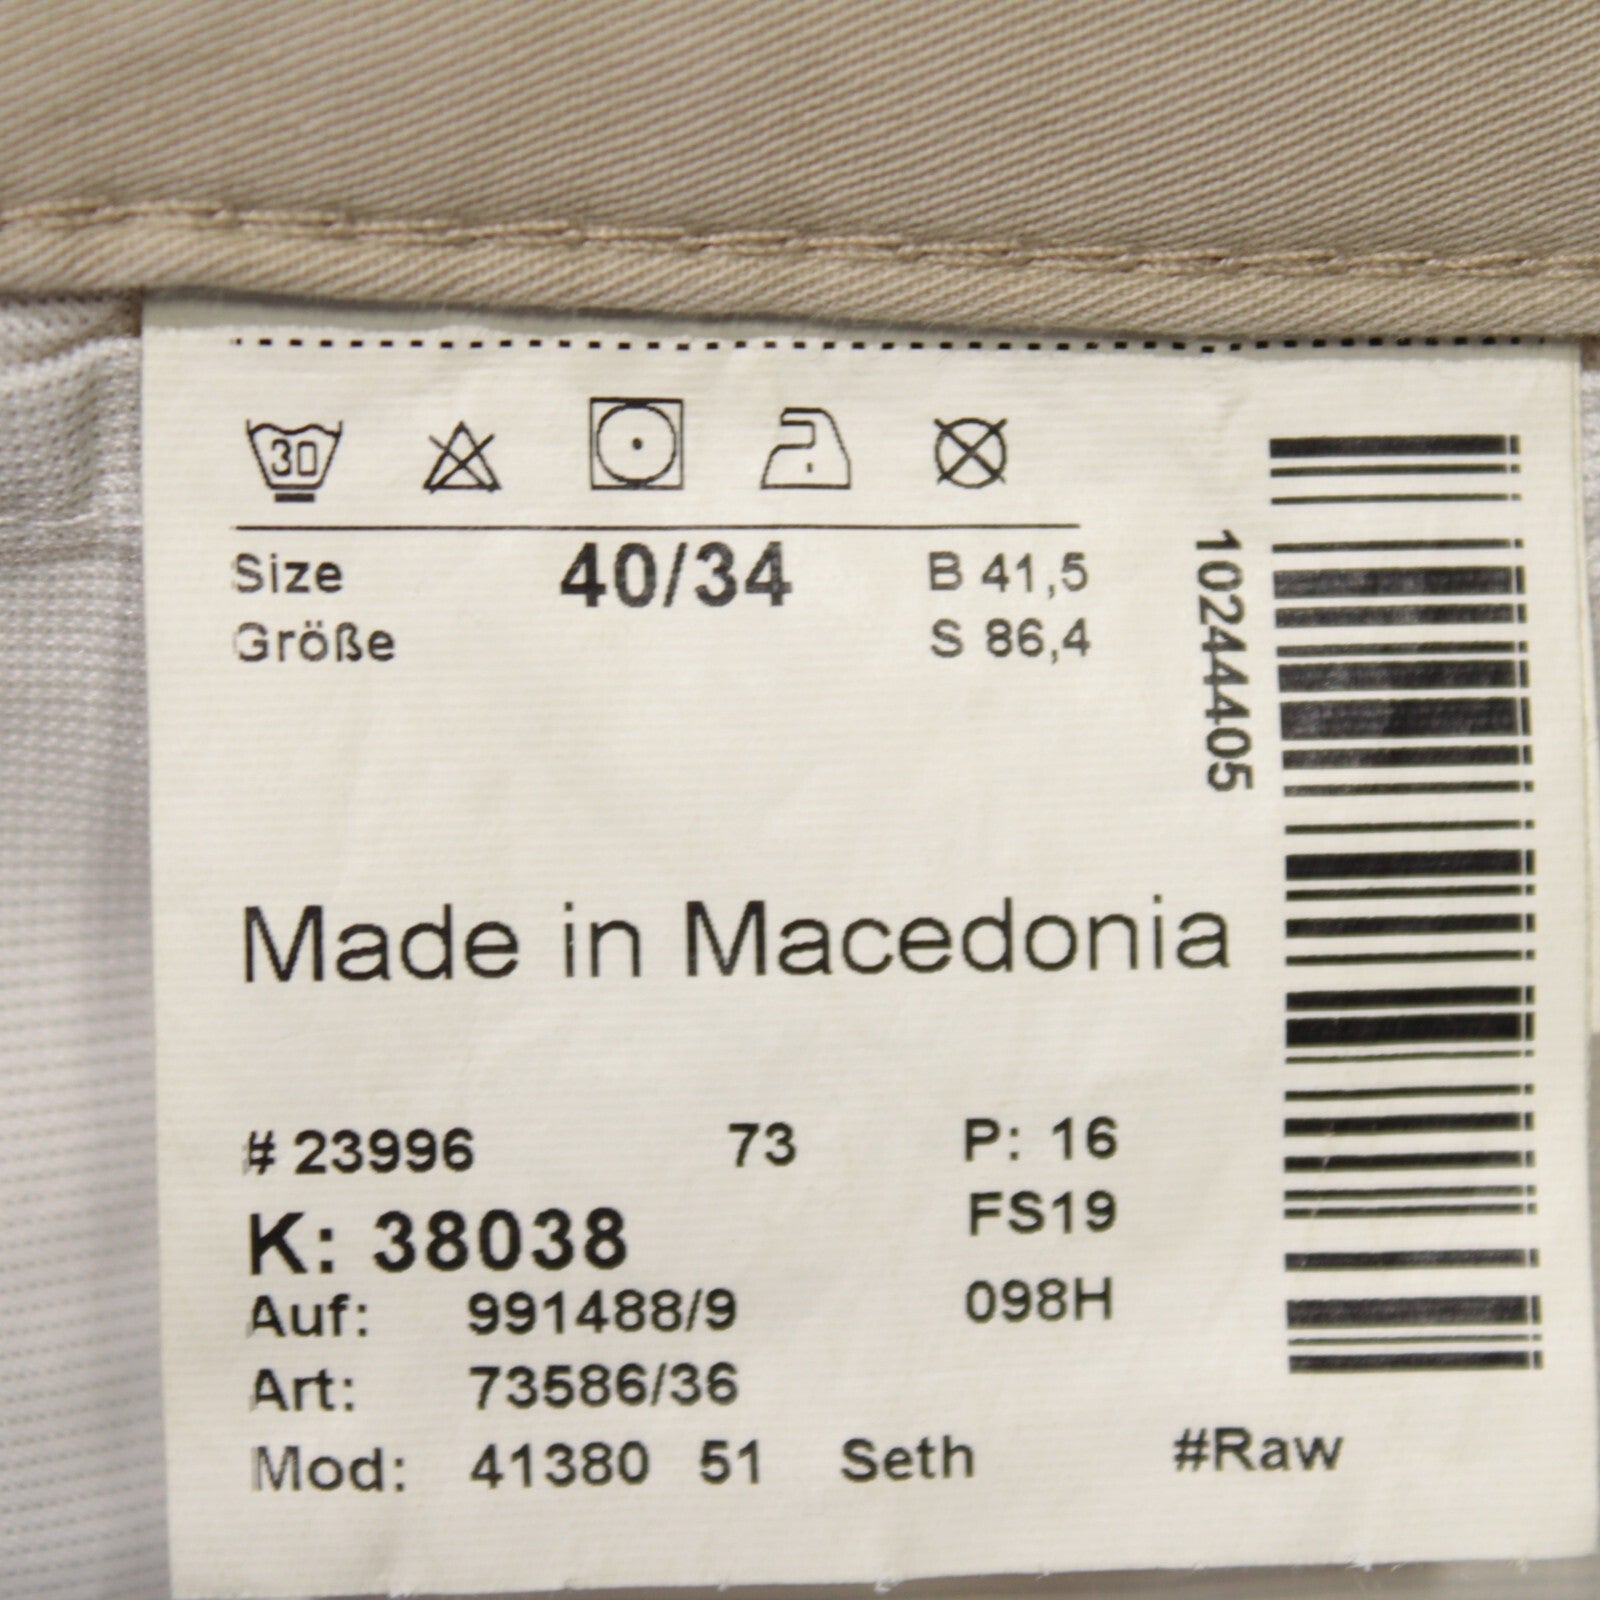 30
Size 40/34 B 41,5
Größe S 86,4
10244405
Made in Macedonia
# 23996 73 P: 16
K: 38038 FS19
Auf: 991488/9 098H
Art: 73586/36
Mod: 41380 51 Seth #Raw